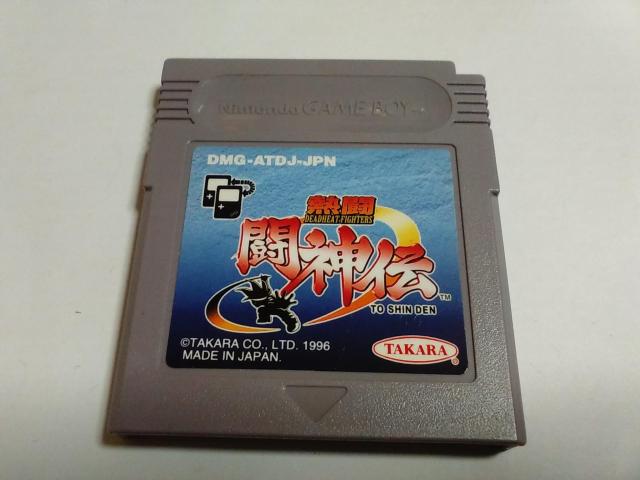 Nintendo GAME BOY
DMG-ATDJ-JPN
熱闘
DEADHEAT FIGHTERS
闘神伝
TM
TO SHIN DEN
©TAKARA CO., LTD. 1996
MADE IN JAPAN.
TAKARA